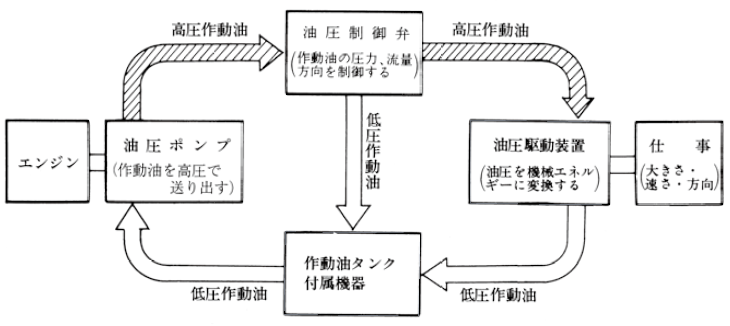 高圧作動油
油圧制御弁
(作動油の圧力、流量
方向を制御する)
高圧作動油
低圧作動油
エンジン
油圧ポンプ
(作動油を高圧で
送り出す)
油圧駆動装置
(油圧を機械エネル
ギーに変換する)
仕事
(大きさ・
速さ・方向)
作動油タンク
付属機器
低圧作動油
低圧作動油